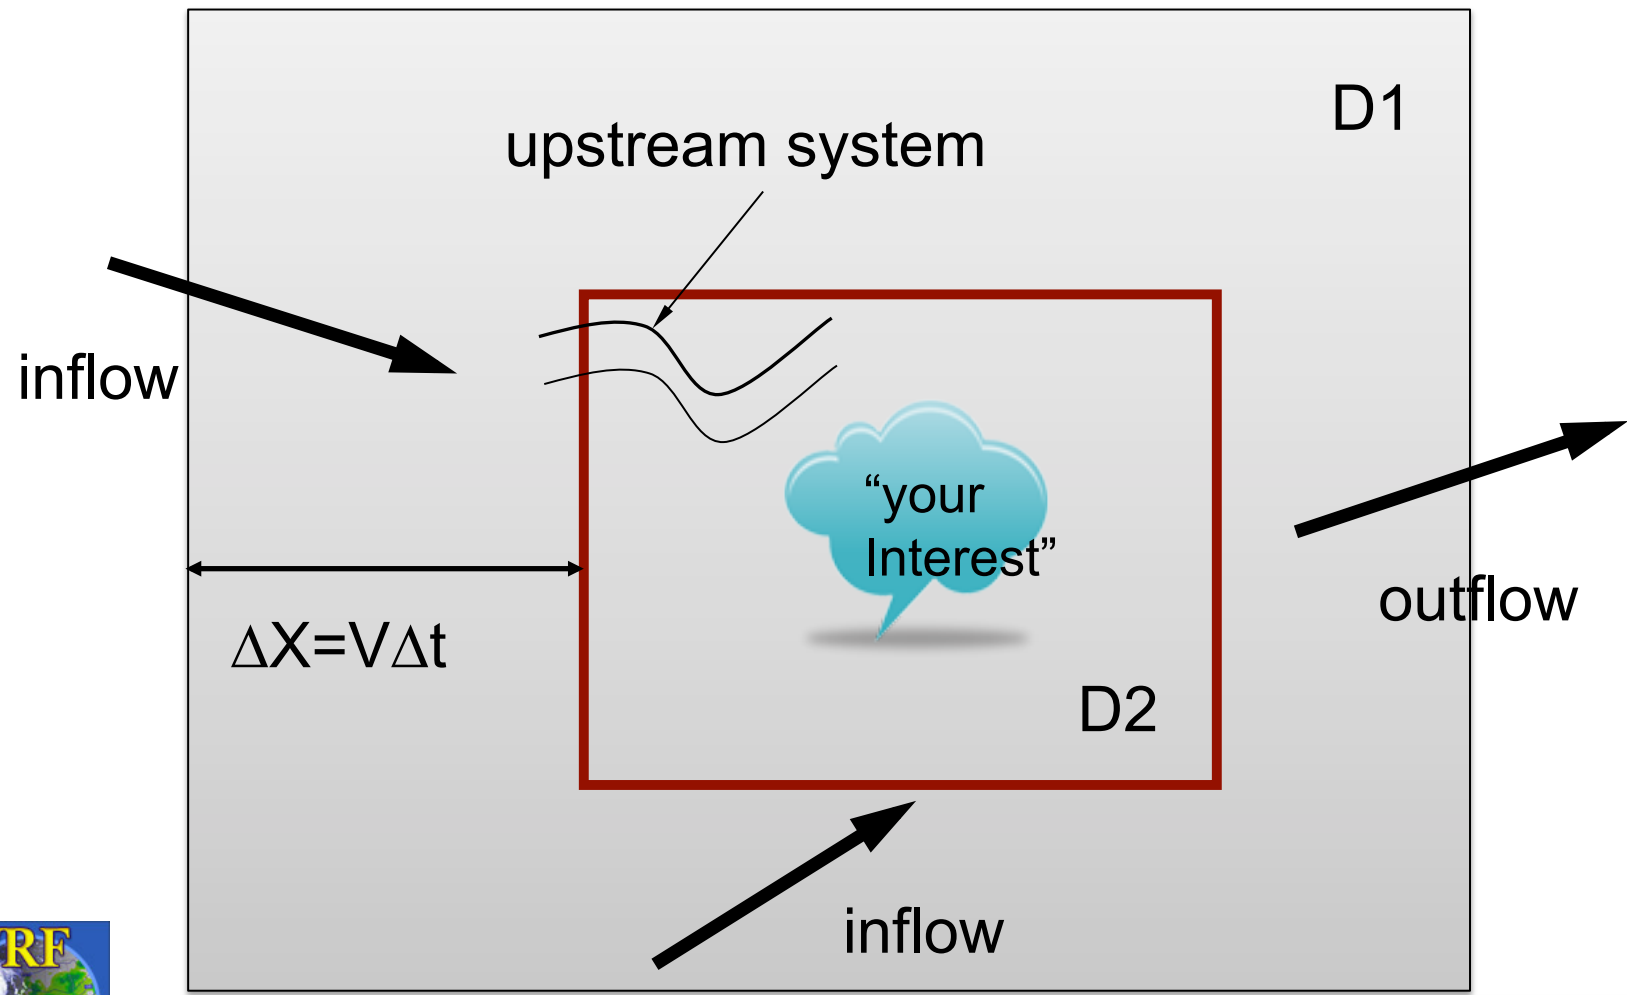 D1
upstream system
inflow
“your
Interest”
outflow
ΔX=VΔt
D2
inflow
RF